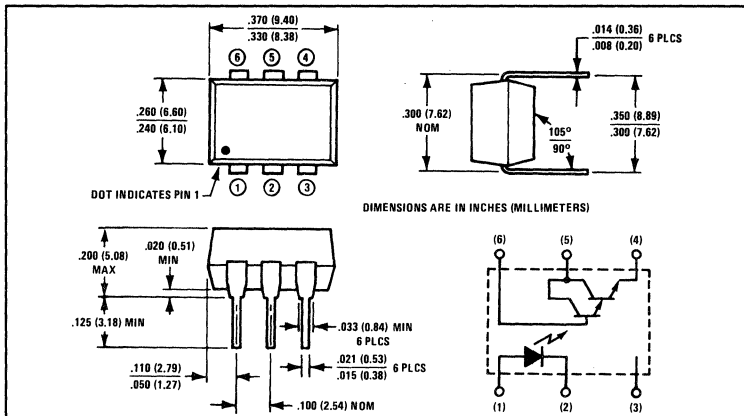 .370 (9.40)
.330 (8.38)
6 5 4
.260 (6.60)
.240 (6.10)
DOT INDICATES PIN 1
1 2 3
.014 (0.36)
.008 (0.20)
6 PLCS
.300 (7.62)
NOM
105°
90°
.350 (8.89)
.300 (7.62)
DIMENSIONS ARE IN INCHES (MILLIMETERS)
.020 (0.51)
MIN
.200 (5.08)
MAX
.125 (3.18) MIN
.033 (0.84) MIN
6 PLCS
.021 (0.53)
.015 (0.38)
6 PLCS
.110 (2.79)
.050 (1.27)
.100 (2.54) NOM
(6) (5) (4)
(1) (2) (3)